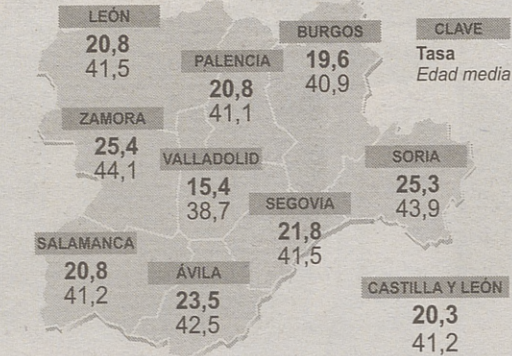 LEÓN
20,8
41,5
BURGOS
19,6
40,9
CLAVE
Tasa
Edad media
PALENCIA
20,8
41,1
ZAMORA
25,4
44,1
VALLADOLID
15,4
38,7
SORIA
25,3
43,9
SEGOVIA
21,8
41,5
SALAMANCA
20,8
41,2
ÁVILA
23,5
42,5
CASTILLA Y LEÓN
20,3
41,2